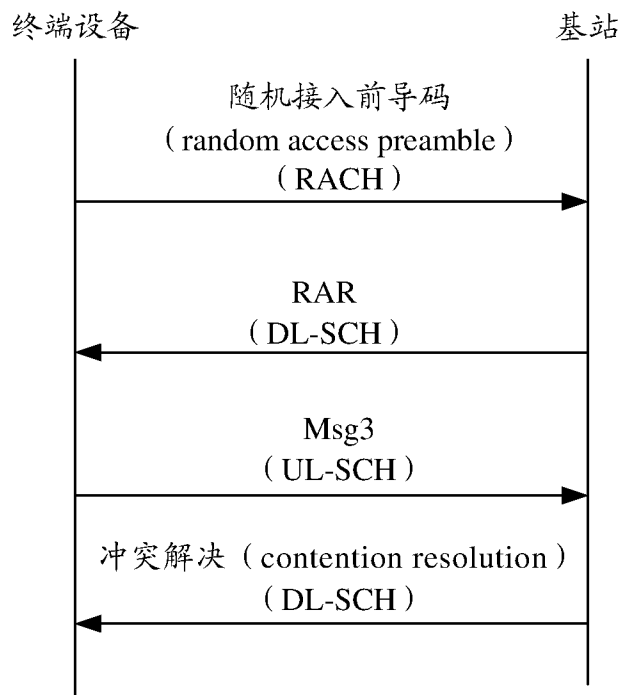 终端设备
基站
随机接入前导码
（random access preamble）
（RACH）
RAR
（DL-SCH）
Msg3
（UL-SCH）
冲突解决（contention resolution）
（DL-SCH）